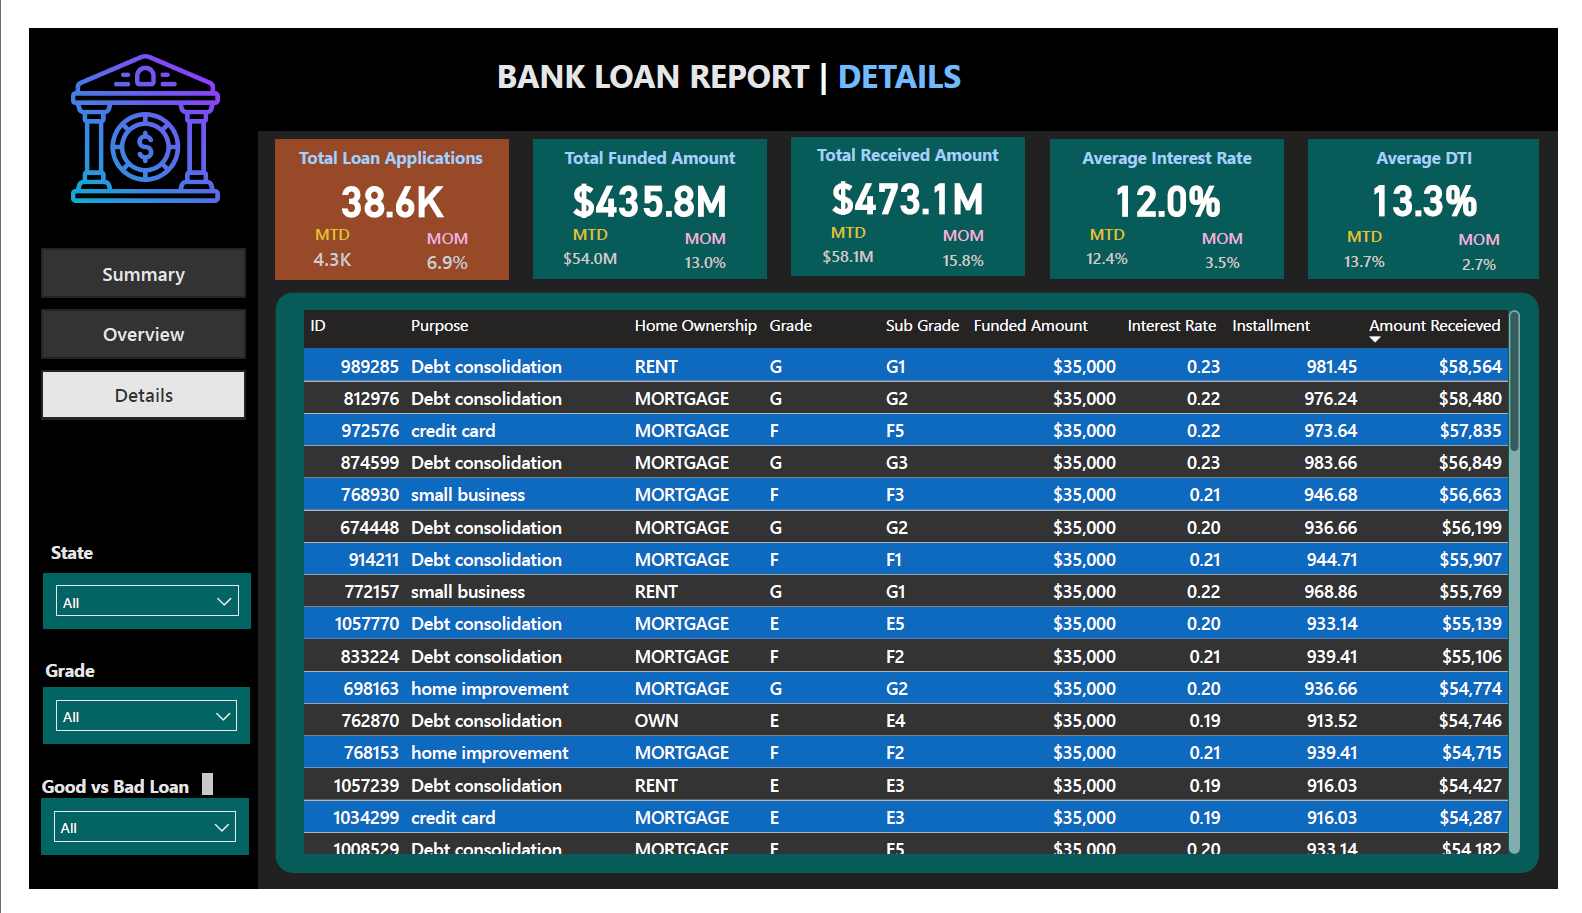 BANK LOAN REPORT | DETAILS
Total Loan Applications
38.6K
MTD MOM
4.3K 6.9%
Total Funded Amount
$435.8M
MTD MOM
$54.0M 13.0%
Total Received Amount
$473.1M
MTD MOM
$58.1M 15.8%
Average Interest Rate
12.0%
MTD MOM
12.4% 3.5%
Average DTI
13.3%
MTD MOM
13.7% 2.7%
Summary
Overview
Details
State
All
Grade
All
Good vs Bad Loan
All
ID Purpose Home Ownership Grade Sub Grade Funded Amount Interest Rate Installment Amount Receieved
989285 Debt consolidation RENT G G1 $35,000 0.23 981.45 $58,564
812976 Debt consolidation MORTGAGE G G2 $35,000 0.22 976.24 $58,480
972576 credit card MORTGAGE F F5 $35,000 0.22 973.64 $57,835
874599 Debt consolidation MORTGAGE G G3 $35,000 0.23 983.66 $56,849
768930 small business MORTGAGE F F3 $35,000 0.21 946.68 $56,663
674448 Debt consolidation MORTGAGE G G2 $35,000 0.20 936.66 $56,199
914211 Debt consolidation MORTGAGE F F1 $35,000 0.21 944.71 $55,907
772157 small business RENT G G1 $35,000 0.22 968.86 $55,769
1057770 Debt consolidation MORTGAGE E E5 $35,000 0.20 933.14 $55,139
833224 Debt consolidation MORTGAGE F F2 $35,000 0.21 939.41 $55,106
698163 home improvement MORTGAGE G G2 $35,000 0.20 936.66 $54,774
762870 Debt consolidation OWN E E4 $35,000 0.19 913.52 $54,746
768153 home improvement MORTGAGE F F2 $35,000 0.21 939.41 $54,715
1057239 Debt consolidation RENT E E3 $35,000 0.19 916.03 $54,427
1034299 credit card MORTGAGE E E3 $35,000 0.19 916.03 $54,287
1008529 Debt consolidation MORTGAGE E E5 $35,000 0.20 933.14 $54,182